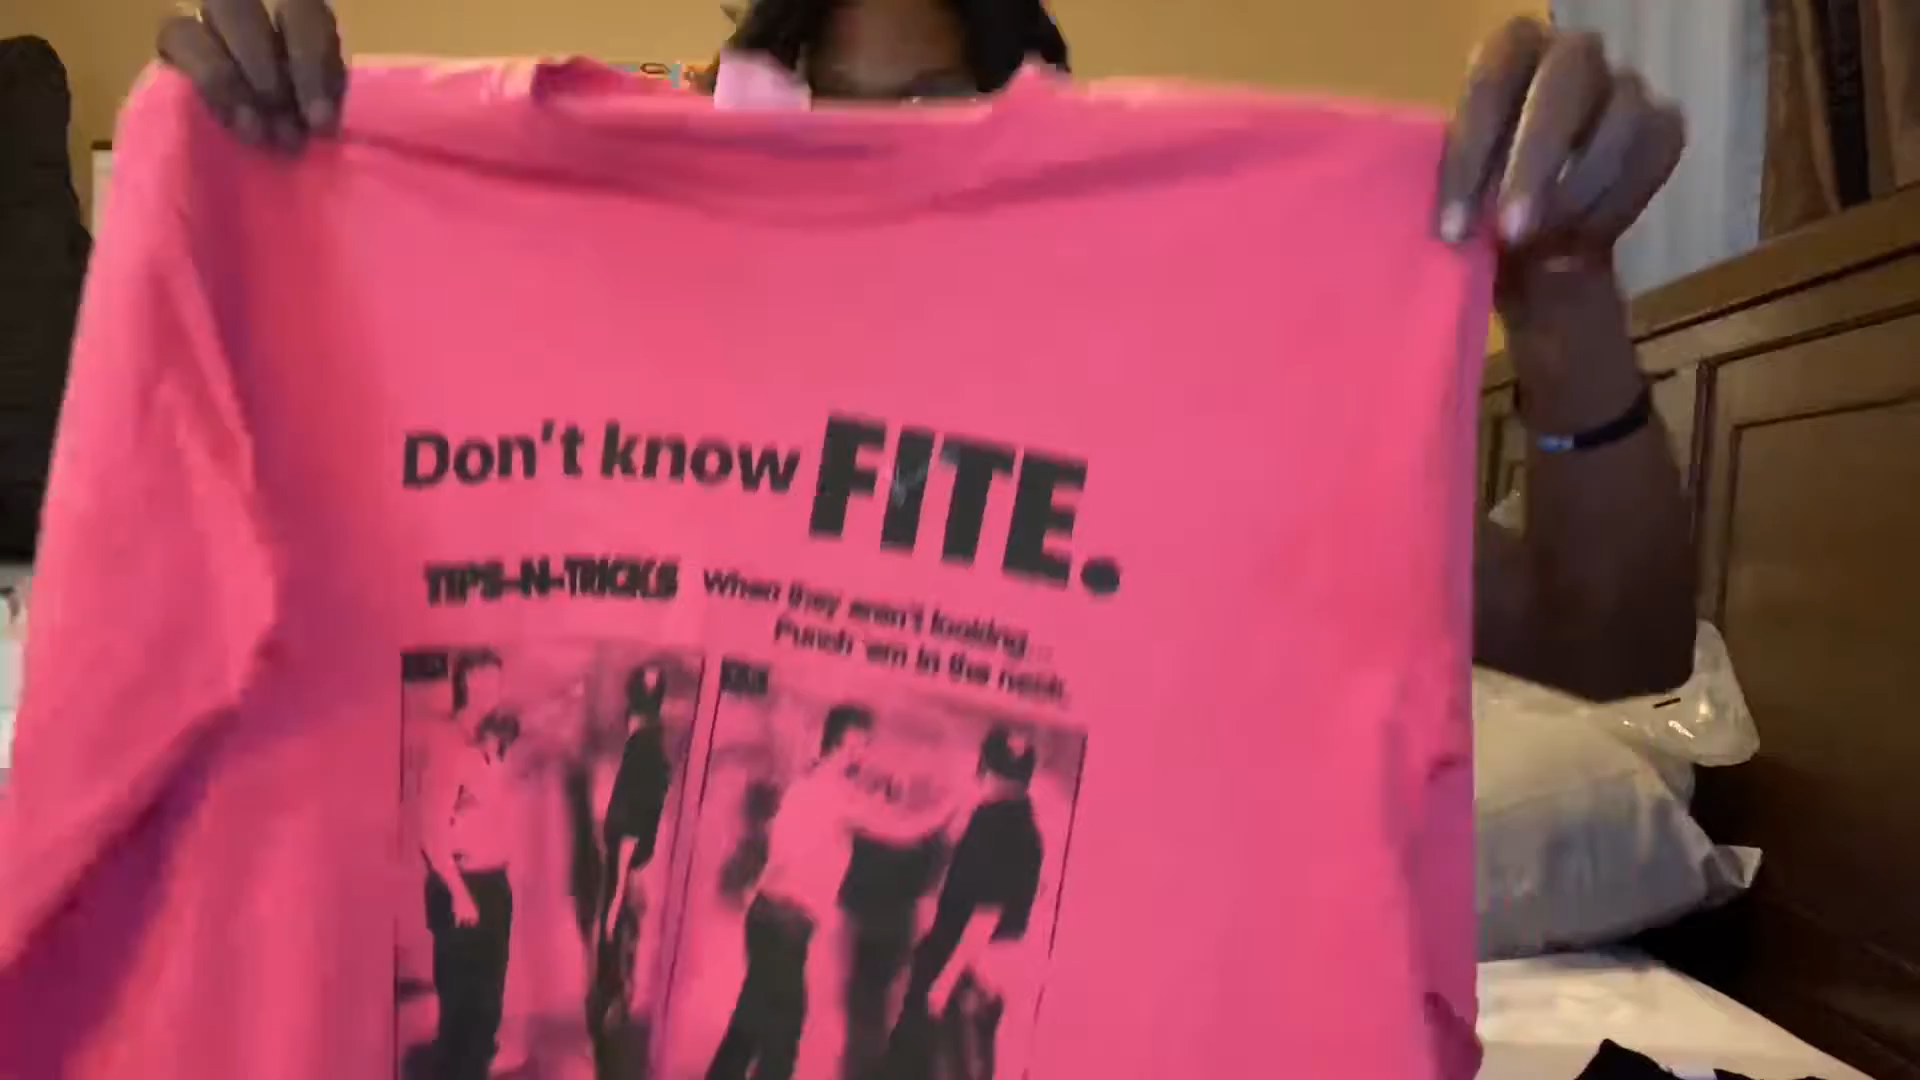 Don't know FITE.
TIPS-N-TRICKS
When they aren't looking...
Punch 'em in the neck.